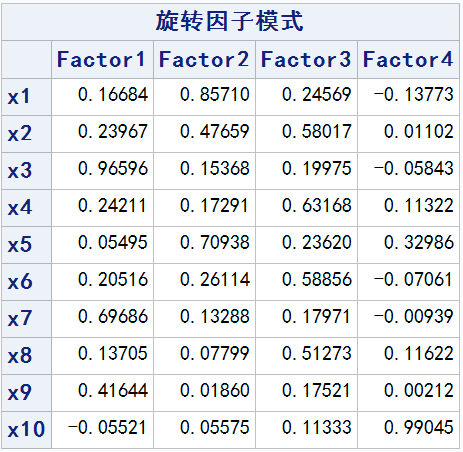 旋转因子模式
Factor1 Factor2 Factor3 Factor4
x1 0.16684 0.85710 0.24569 -0.13773
x2 0.23967 0.47659 0.58017 0.01102
x3 0.96596 0.15368 0.19975 -0.05843
x4 0.24211 0.17291 0.63168 0.11322
x5 0.05495 0.70938 0.23620 0.32986
x6 0.20516 0.26114 0.58856 -0.07061
x7 0.69686 0.13288 0.17971 -0.00939
x8 0.13705 0.07799 0.51273 0.11622
x9 0.41644 0.01860 0.17521 0.00212
x10 -0.05521 0.05575 0.11333 0.99045